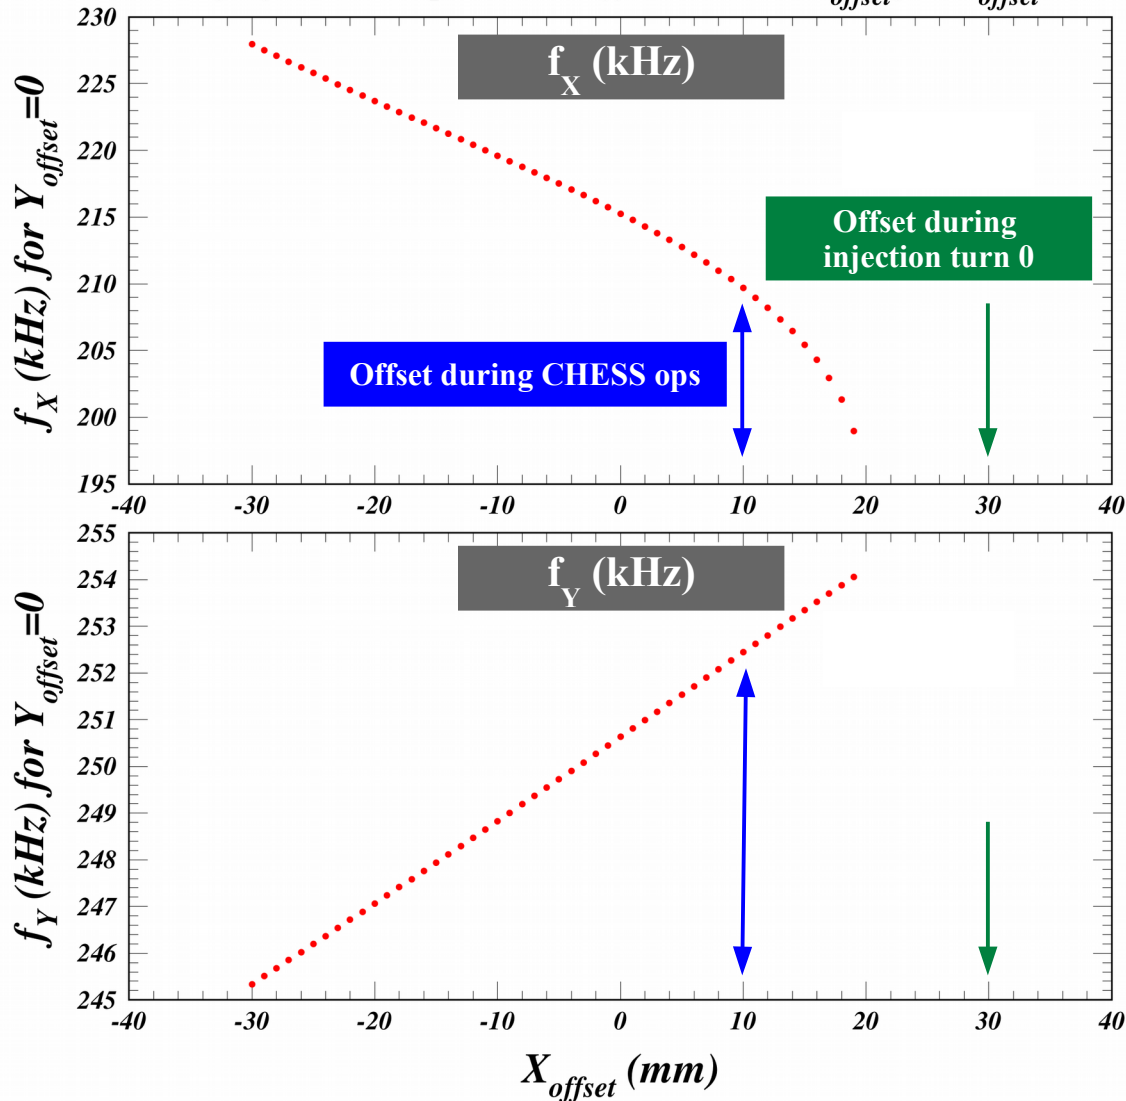 offset offset
230
225
220
215
210
205
200
195
f_X (kHz) for Y_offset=0
f_X (kHz)
Offset during
injection turn 0
Offset during CHESS ops
-40 -30 -20 -10 0 10 20 30 40
255
254
253
252
251
250
249
248
247
246
245
f_Y (kHz) for Y_offset=0
f_Y (kHz)
-40 -30 -20 -10 0 10 20 30 40
X_offset (mm)